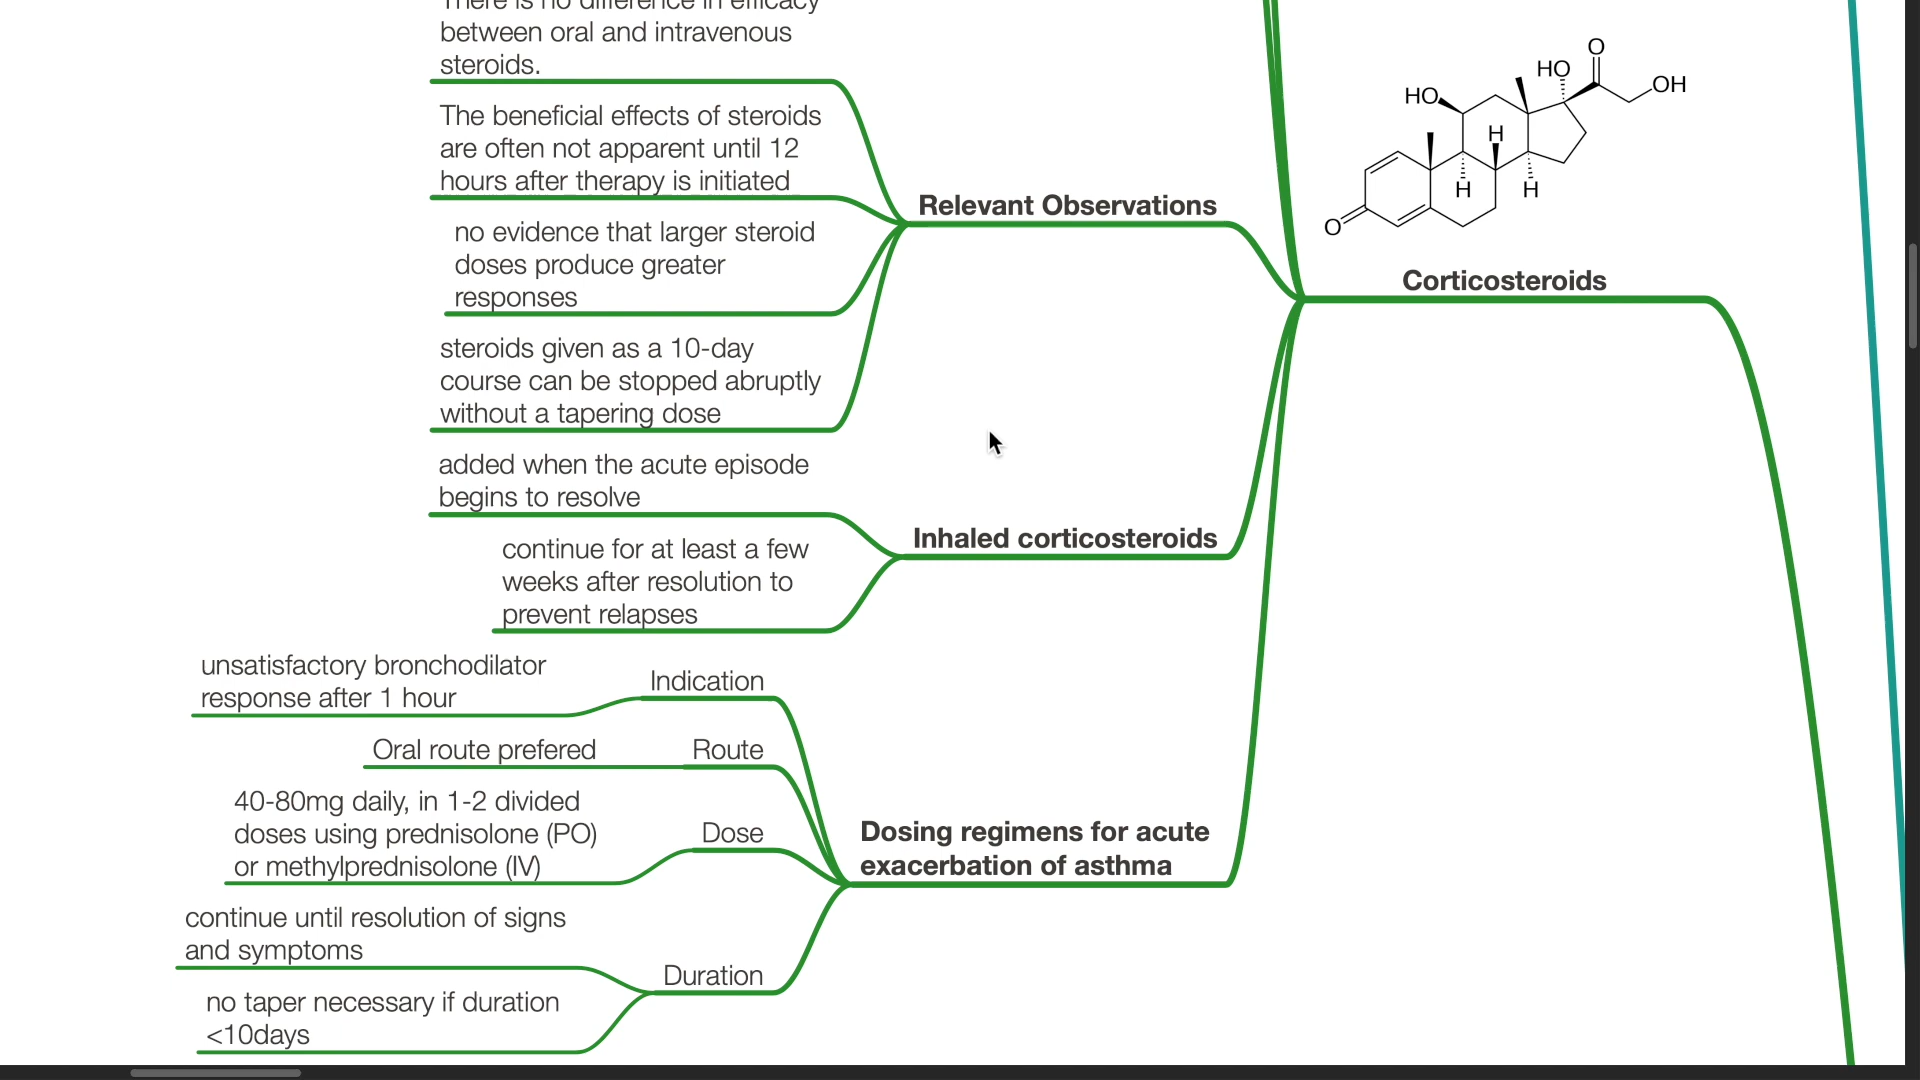 There is no difference in efficacy
between oral and intravenous
steroids.
The beneficial effects of steroids
are often not apparent until 12
hours after therapy is initiated
no evidence that larger steroid
doses produce greater
responses
steroids given as a 10-day
course can be stopped abruptly
without a tapering dose
Relevant Observations
added when the acute episode
begins to resolve
continue for at least a few
weeks after resolution to
prevent relapses
Inhaled corticosteroids
unsatisfactory bronchodilator
response after 1 hour
Indication
Oral route prefered
Route
40-80mg daily, in 1-2 divided
doses using prednisolone (PO)
or methylprednisolone (IV)
Dose
continue until resolution of signs
and symptoms
no taper necessary if duration
<10days
Duration
Dosing regimens for acute
exacerbation of asthma
O
HO
OH
HO
H
H
H
O
Corticosteroids